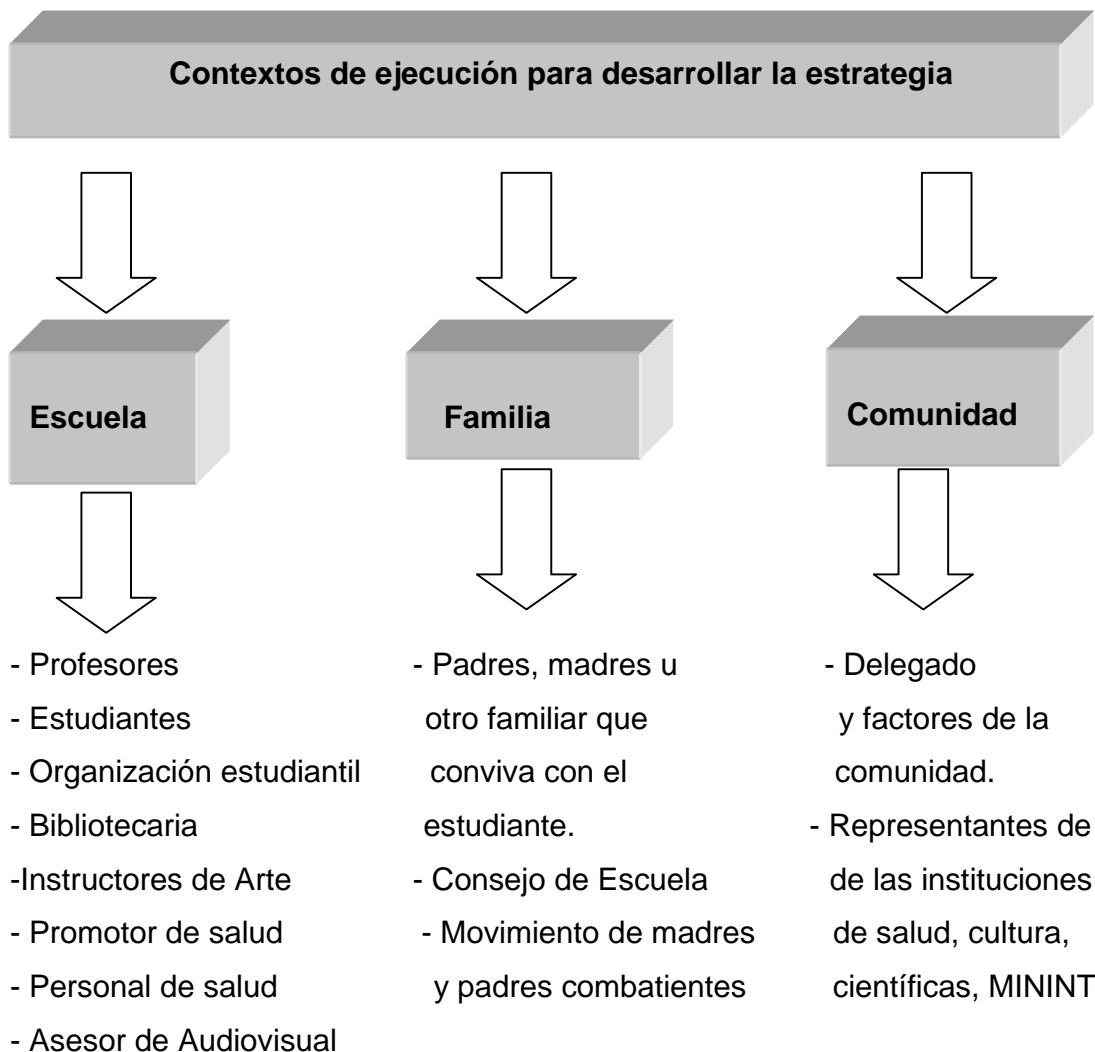 Contextos de ejecución para desarrollar la estrategia
Escuela
Familia
Comunidad
- Profesores
- Estudiantes
- Organización estudiantil
- Bibliotecaria
-Instructores de Arte
- Promotor de salud
- Personal de salud
- Asesor de Audiovisual
- Padres, madres u
otro familiar que
conviva con el
estudiante.
- Consejo de Escuela
- Movimiento de madres
y padres combatientes
- Delegado
y factores de la
comunidad.
- Representantes de
de las instituciones
de salud, cultura,
científicas, MININT